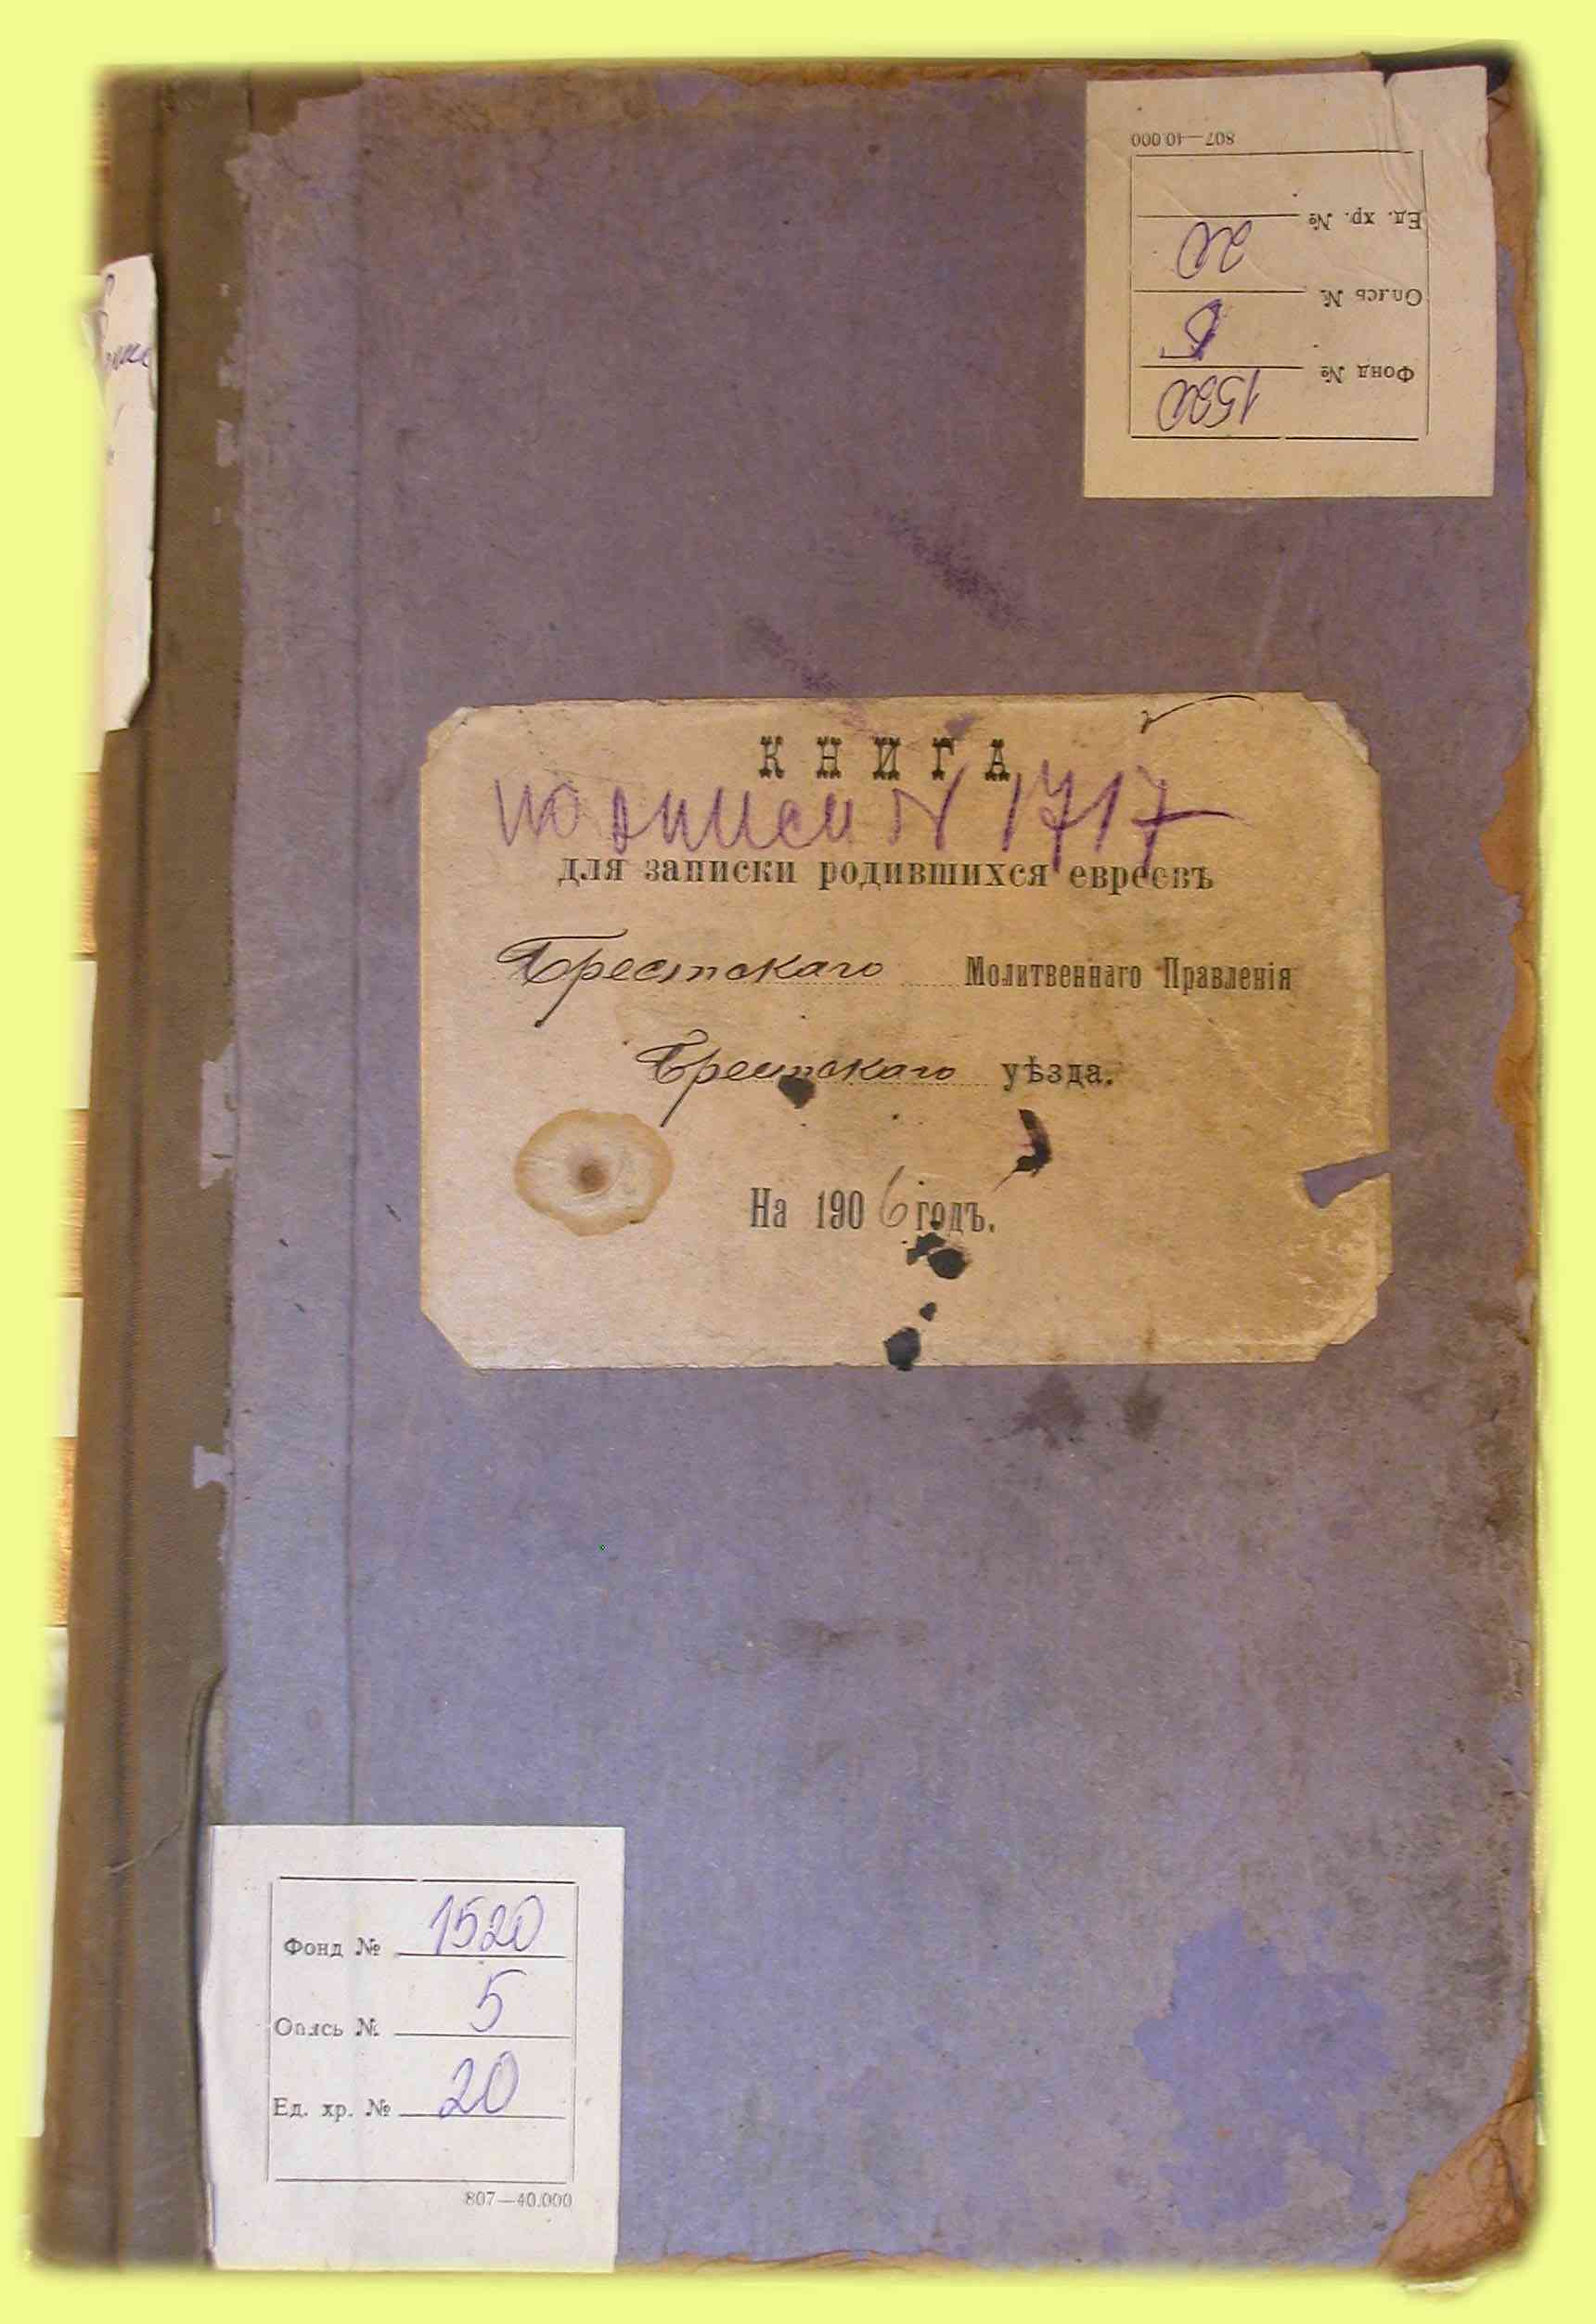 807—40.000
Ед. хр. № 20
Опись № 5
Фонд № 1520
КНИГА
по описи N 1717
для записки родившихся евреевъ
Брестскаго Молитвеннаго Правленія
Брестскаго уѣзда.
На 1906 годъ.
Фонд № 1520
Опись № 5
Ед. хр. № 20
807—40.000